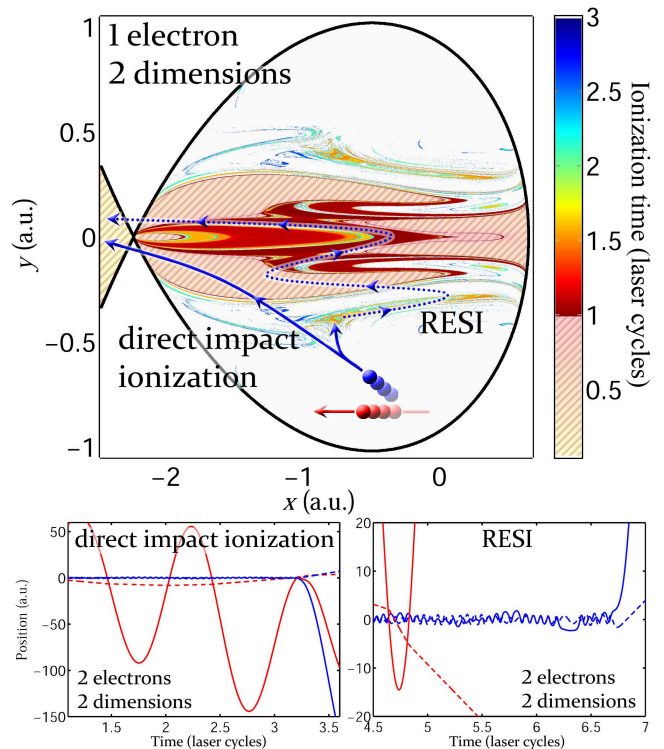 1 electron
2 dimensions
1
0.5
0
−0.5
−1
y (a.u.)
−2
−1
0
x (a.u.)
direct impact
ionization
RESI
3
2.5
2
1.5
1
0.5
Ionization time (laser cycles)
direct impact ionization
50
0
−50
−100
−150
Position (a.u.)
2 electrons
2 dimensions
1.5
2
2.5
3
3.5
Time (laser cycles)
RESI
20
10
0
−10
−20
2 electrons
2 dimensions
4.5
5
5.5
6
6.5
7
Time (laser cycles)